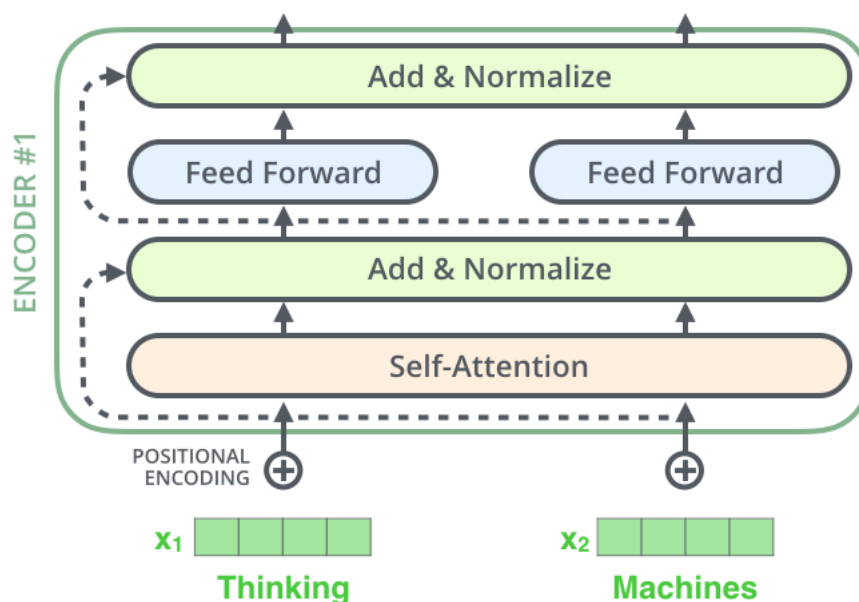 ENCODER #1
Add & Normalize
Feed Forward
Feed Forward
Add & Normalize
Self-Attention
POSITIONAL
ENCODING
x1
x2
Thinking
Machines